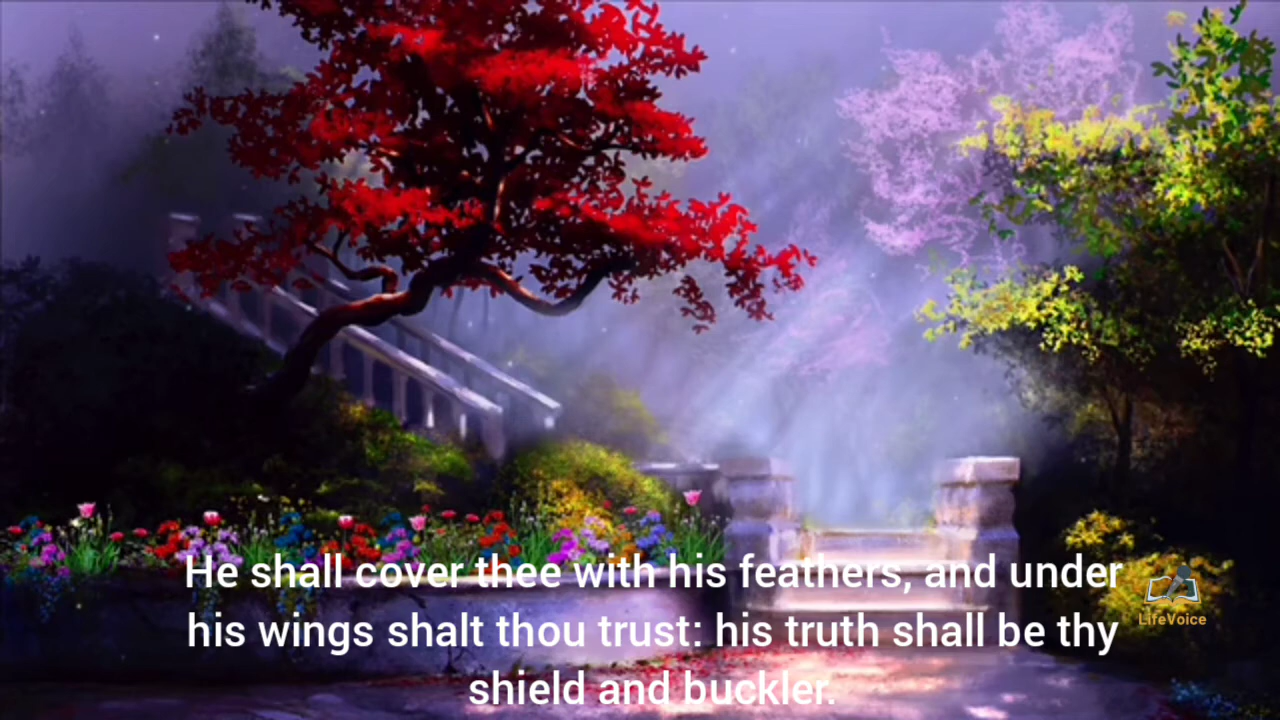 He shall cover thee with his feathers, and under
his wings shalt thou trust: his truth shall be thy
shield and buckler.
LifeVoice